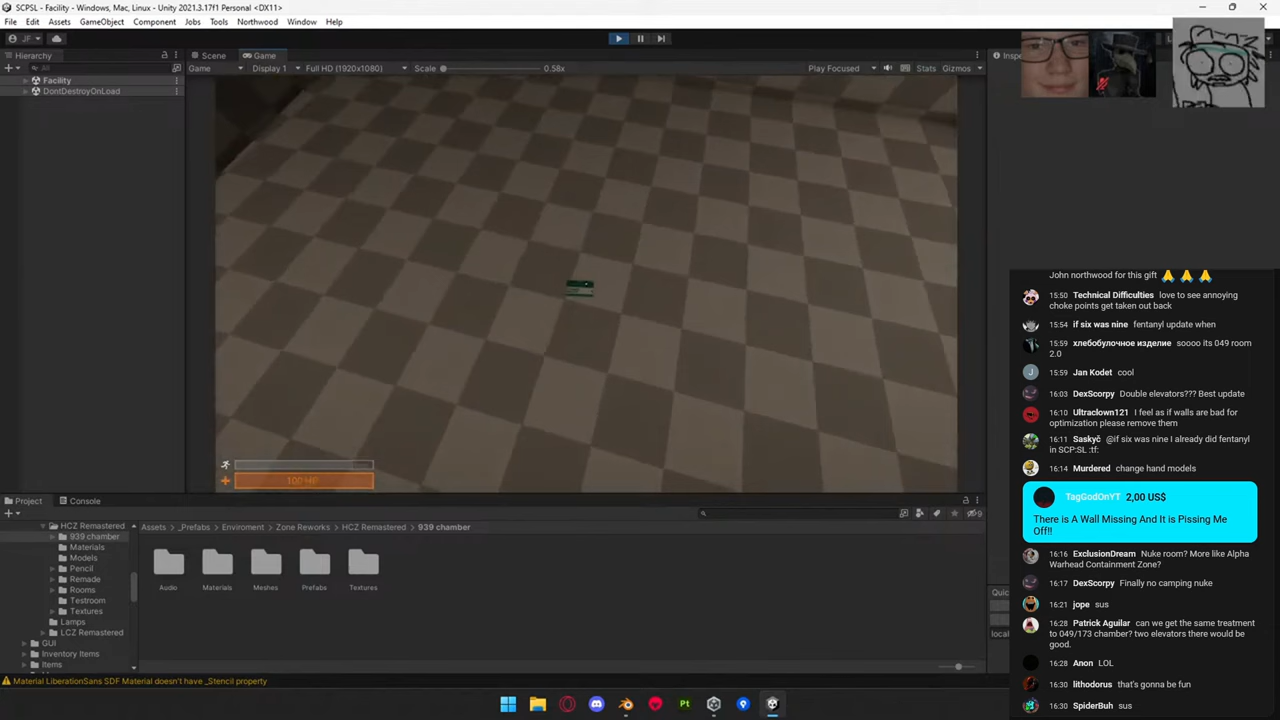 SCPSL - Facility - Windows, Mac, Linux - Unity 2021.3.17f1 Personal <DX11>
File Edit Assets GameObject Component Jobs Tools Northwood Window Help
JF
Hierarchy
Scene Game
Game Display 1 Full HD (1920x1080) Scale 0.58x Play Focused Stats Gizmos
All
Facility
DontDestroyOnLoad
John northwood for this gift 🙏 🙏 🙏
15:50 Technical Difficulties love to see annoying
choke points get taken out back
15:54 if six was nine fentanyl update when
15:59 хлебобулочное изделие soooo its 049 room
2.0
15:59 Jan Kodet cool
J
16:03 DexScorpy Double elevators??? Best update
16:10 Ultraclown121 I feel as if walls are bad for
optimization please remove them
16:11 Saskyč @if six was nine I already did fentanyl
in SCP:SL :tf:
16:14 Murdered change hand models
TagGodOnYT 2,00 US$
There is A Wall Missing And It is Pissing Me
Off!!
16:16 ExclusionDream Nuke room? More like Alpha
Warhead Containment Zone?
16:17 DexScorpy Finally no camping nuke
16:21 jope sus
16:28 Patrick Aguilar can we get the same treatment
to 049/173 chamber? two elevators there would be
good.
16:28 Anon LOL
16:30 lithodorus that's gonna be fun
16:30 SpiderBuh sus
100 HP
Project Console
HCZ Remastered
939 chamber
Materials
Models
Pencil
Remade
Rooms
Testroom
Textures
Lamps
LCZ Remastered
GUI
Inventory Items
Items
Assets > _Prefabs > Enviroment > Zone Reworks > HCZ Remastered > 939 chamber
Audio Materials Meshes Prefabs Textures
Material LiberationSans SDF Material doesn't have _Stencil property
Pt